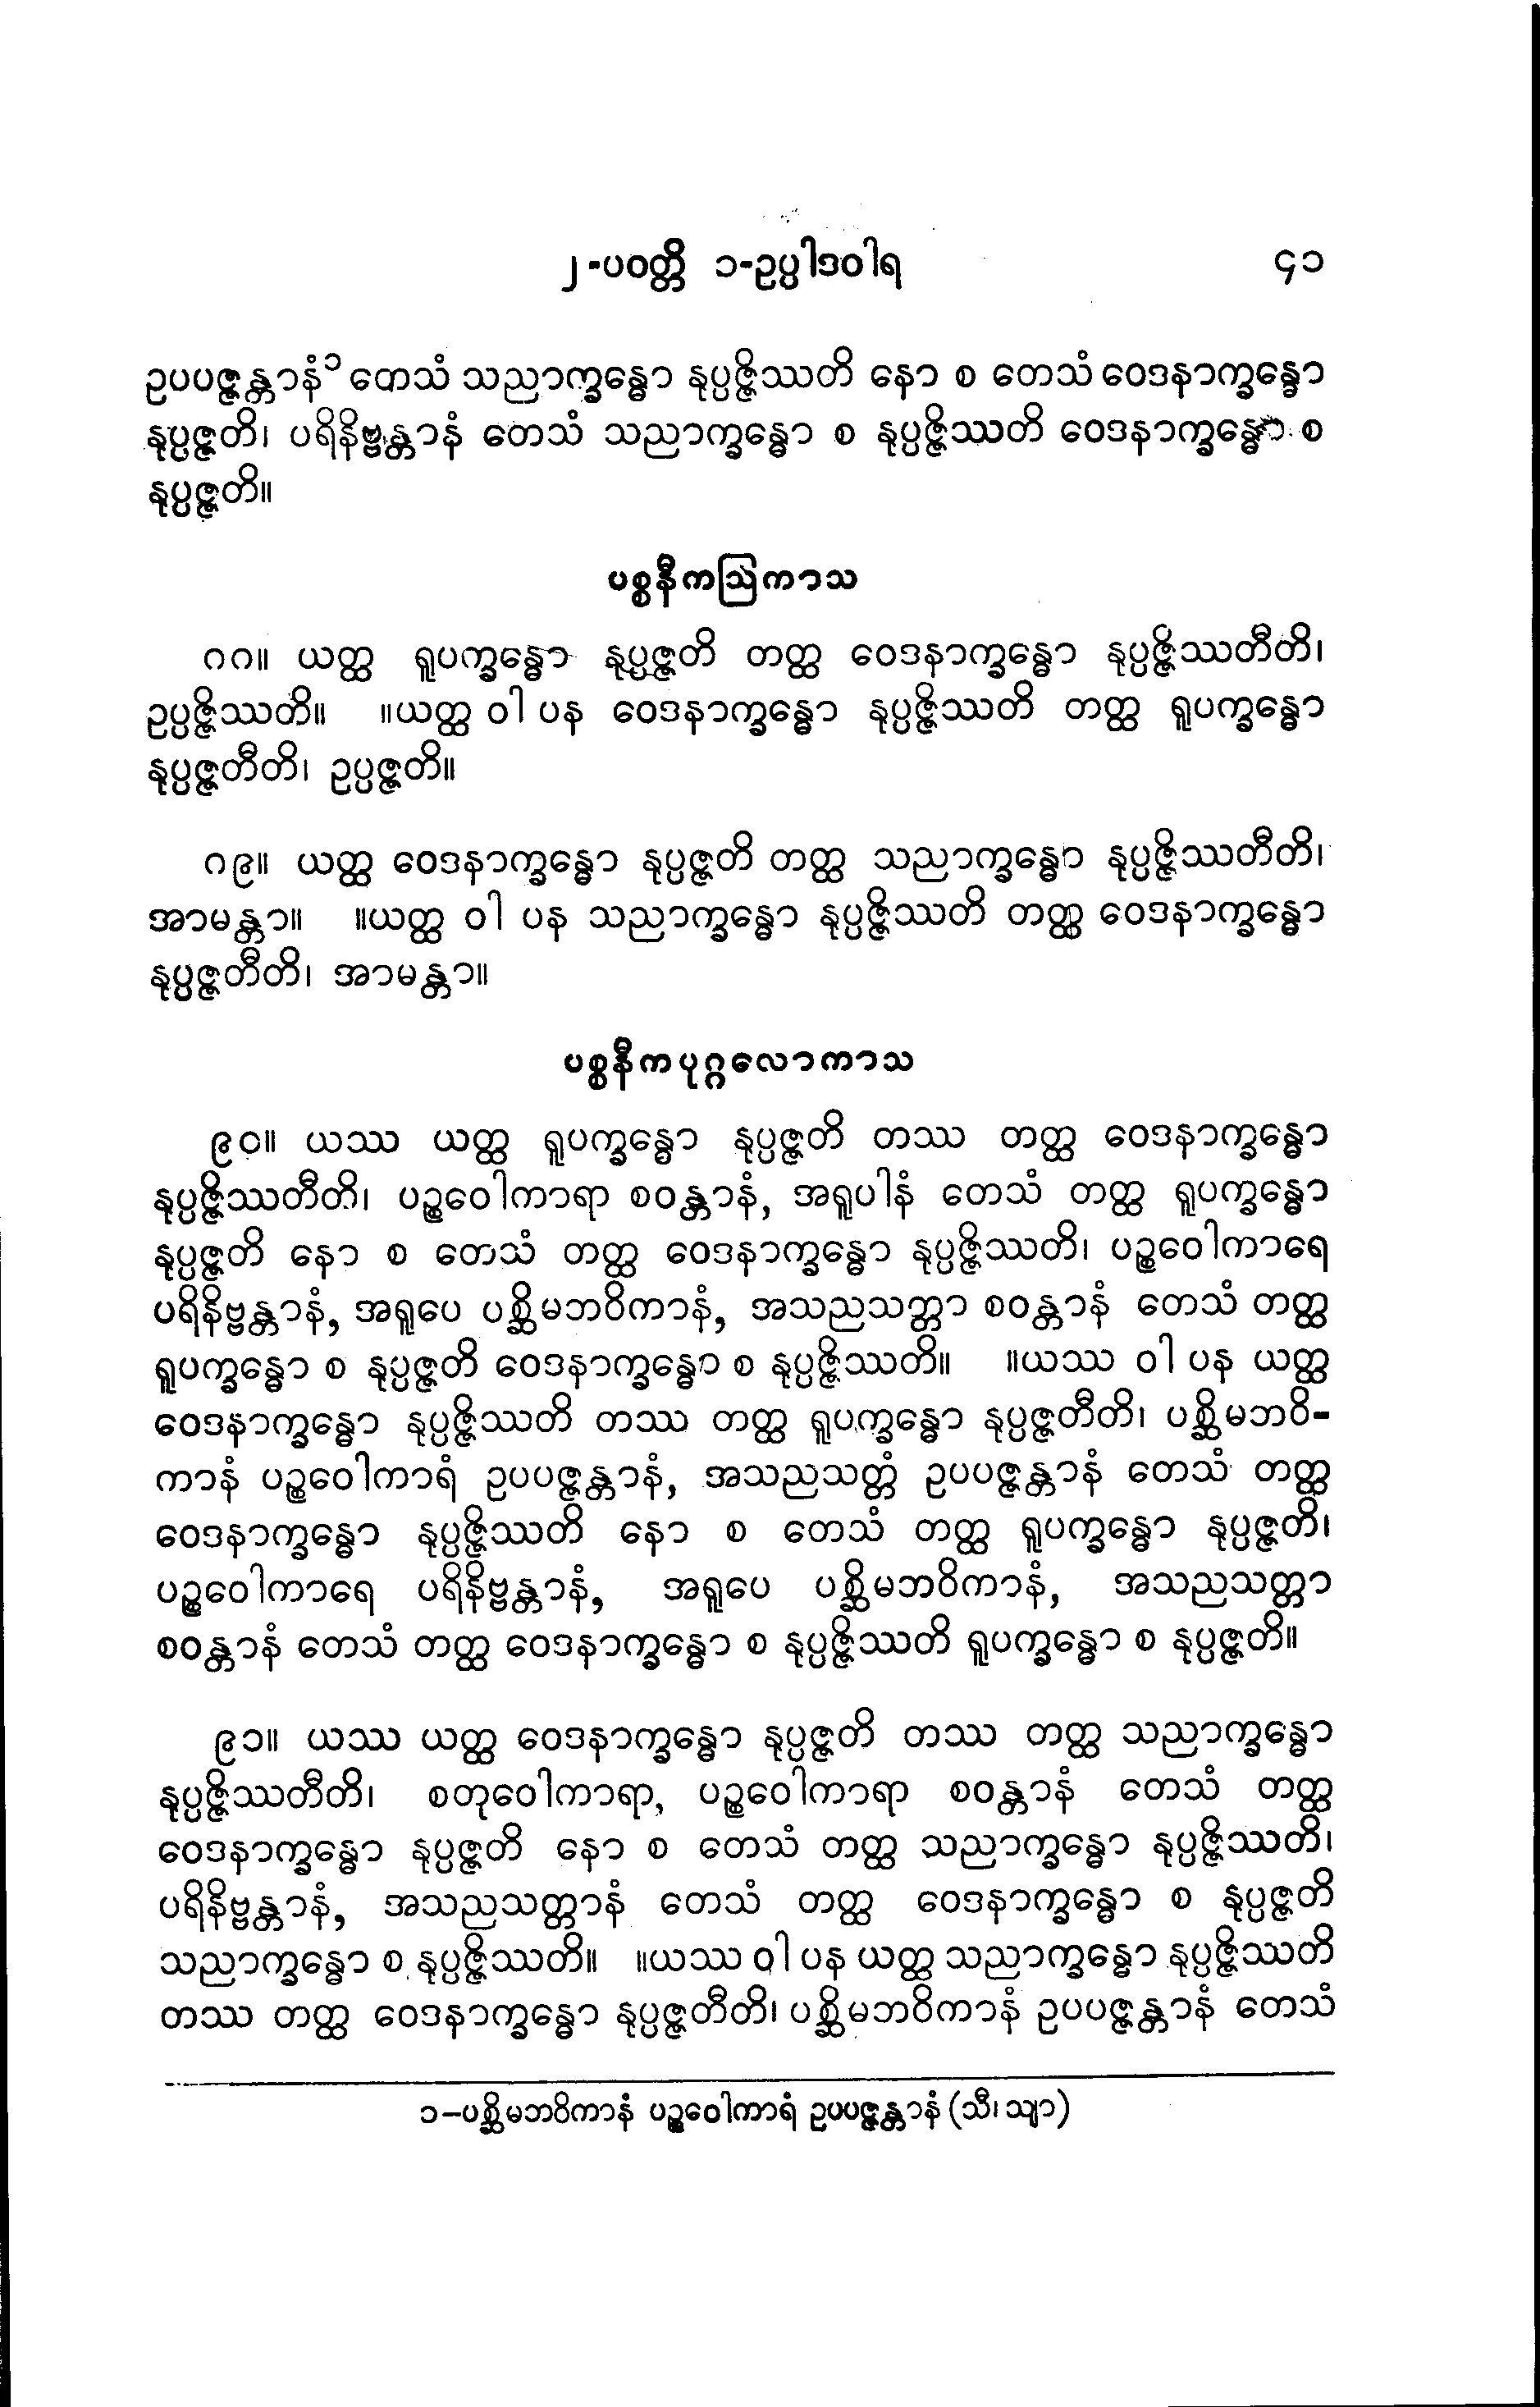 ၂-ပဝတ္တိ ၁-ဥပ္ပါဒဝါရ ၄၁
ဥပပဇ္ဇန္တာနံ၁ တေသံ သညာက္ခန္ဓော နုပ္ပဇ္ဇိဿတိ နော စ တေသံ ဝေဒနာက္ခန္ဓော
နုပ္ပဇ္ဇတိ၊ ပရိနိဗ္ဗန္တာနံ တေသံ သညာက္ခန္ဓော စ နုပ္ပဇ္ဇိဿတိ ဝေဒနာက္ခန္ဓော စ
နုပ္ပဇ္ဇတိ။
ပစ္စနီကဩကာသ
၈၈။ ယတ္ထ ရူပက္ခန္ဓော နုပ္ပဇ္ဇတိ တတ္ထ ဝေဒနာက္ခန္ဓော နုပ္ပဇ္ဇိဿတီတိ၊
ဥပ္ပဇ္ဇိဿတိ။ ။ယတ္ထ ဝါ ပန ဝေဒနာက္ခန္ဓော နုပ္ပဇ္ဇိဿတိ တတ္ထ ရူပက္ခန္ဓော
နုပ္ပဇ္ဇတီတိ၊ ဥပ္ပဇ္ဇတိ။
၈၉။ ယတ္ထ ဝေဒနာက္ခန္ဓော နုပ္ပဇ္ဇတိ တတ္ထ သညာက္ခန္ဓော နုပ္ပဇ္ဇိဿတီတိ၊
အာမန္တာ။ ။ယတ္ထ ဝါ ပန သညာက္ခန္ဓော နုပ္ပဇ္ဇိဿတိ တတ္ထ ဝေဒနာက္ခန္ဓော
နုပ္ပဇ္ဇတီတိ၊ အာမန္တာ။
ပစ္စနီကပုဂ္ဂလောကာသ
၉၀။ ယဿ ယတ္ထ ရူပက္ခန္ဓော နုပ္ပဇ္ဇတိ တဿ တတ္ထ ဝေဒနာက္ခန္ဓော
နုပ္ပဇ္ဇိဿတီတိ၊ ပဉ္စဝေါကာရာ စဝန္တာနံ, အရူပါနံ တေသံ တတ္ထ ရူပက္ခန္ဓော
နုပ္ပဇ္ဇတိ နော စ တေသံ တတ္ထ ဝေဒနာက္ခန္ဓော နုပ္ပဇ္ဇိဿတိ၊ ပဉ္စဝေါကာရေ
ပရိနိဗ္ဗန္တာနံ, အရူပေ ပစ္ဆိမဘဝိကာနံ, အသညသတ္တာ စဝန္တာနံ တေသံ တတ္ထ
ရူပက္ခန္ဓော စ နုပ္ပဇ္ဇတိ ဝေဒနာက္ခန္ဓော စ နုပ္ပဇ္ဇိဿတိ။ ။ယဿ ဝါ ပန ယတ္ထ
ဝေဒနာက္ခန္ဓော နုပ္ပဇ္ဇိဿတိ တဿ တတ္ထ ရူပက္ခန္ဓော နုပ္ပဇ္ဇတီတိ၊ ပစ္ဆိမဘဝိ-
ကာနံ ပဉ္စဝေါကာရံ ဥပပဇ္ဇန္တာနံ, အသညသတ္တံ ဥပပဇ္ဇန္တာနံ တေသံ တတ္ထ
ဝေဒနာက္ခန္ဓော နုပ္ပဇ္ဇိဿတိ နော စ တေသံ တတ္ထ ရူပက္ခန္ဓော နုပ္ပဇ္ဇတိ၊
ပဉ္စဝေါကာရေ ပရိနိဗ္ဗန္တာနံ, အရူပေ ပစ္ဆိမဘဝိကာနံ, အသညသတ္တာ
စဝန္တာနံ တေသံ တတ္ထ ဝေဒနာက္ခန္ဓော စ နုပ္ပဇ္ဇိဿတိ ရူပက္ခန္ဓော စ နုပ္ပဇ္ဇတိ။
၉၁။ ယဿ ယတ္ထ ဝေဒနာက္ခန္ဓော နုပ္ပဇ္ဇတိ တဿ တတ္ထ သညာက္ခန္ဓော
နုပ္ပဇ္ဇိဿတီတိ၊ စတုဝေါကာရာ, ပဉ္စဝေါကာရာ စဝန္တာနံ တေသံ တတ္ထ
ဝေဒနာက္ခန္ဓော နုပ္ပဇ္ဇတိ နော စ တေသံ တတ္ထ သညာက္ခန္ဓော နုပ္ပဇ္ဇိဿတိ၊
ပရိနိဗ္ဗန္တာနံ, အသညသတ္တာနံ တေသံ တတ္ထ ဝေဒနာက္ခန္ဓော စ နုပ္ပဇ္ဇတိ
သညာက္ခန္ဓော စ နုပ္ပဇ္ဇိဿတိ။ ။ယဿ ဝါ ပန ယတ္ထ သညာက္ခန္ဓော နုပ္ပဇ္ဇိဿတိ
တဿ တတ္ထ ဝေဒနာက္ခန္ဓော နုပ္ပဇ္ဇတီတိ၊ ပစ္ဆိမဘဝိကာနံ ဥပပဇ္ဇန္တာနံ တေသံ
၁–ပစ္ဆိမဘဝိကာနံ ပဉ္စဝေါကာရံ ဥပပဇ္ဇန္တာနံ (သီ၊ သျာ)